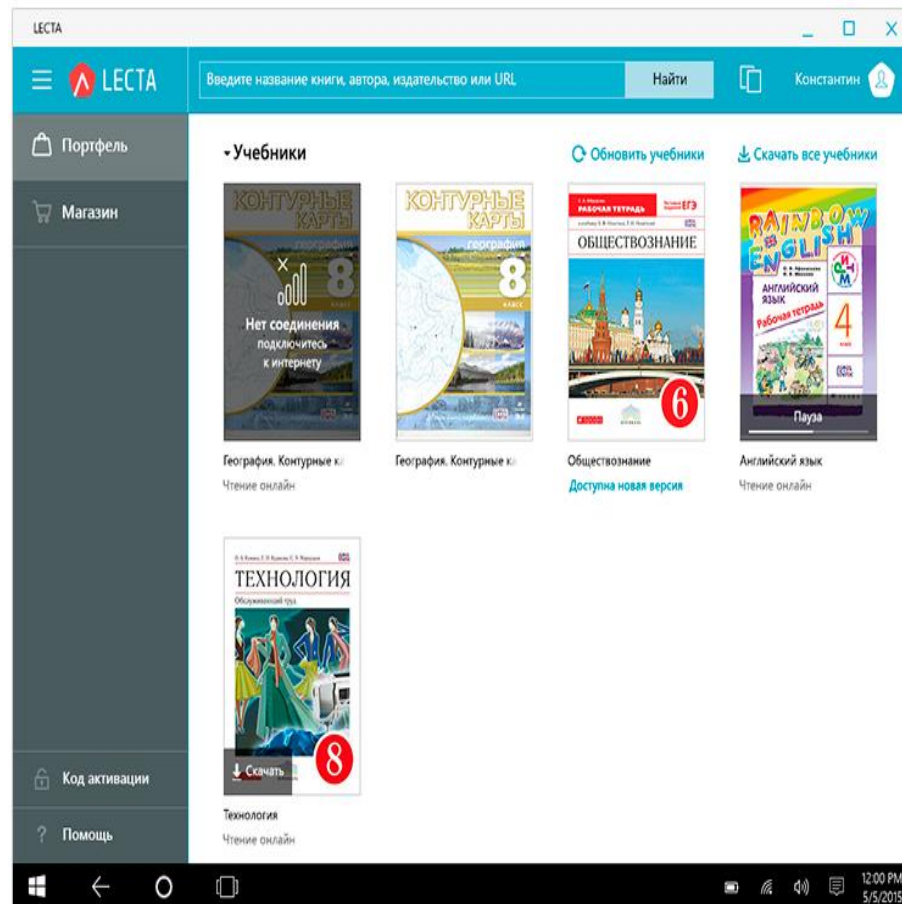 LECTA
LECTA
Введите название книги, автора, издательство или URL
Найти
Константин
Портфель
Магазин
Учебники
Обновить учебники
Скачать все учебники
КОНТУРНЫЕ
КАРТЫ
география
8
класс
Нет соединения
подключитесь
к интернету
География. Контурные к
Чтение онлайн
КОНТУРНЫЕ
КАРТЫ
география
8
класс
География. Контурные к
РАБОЧАЯ ТЕТРАДЬ
ЕГЭ
ОБЩЕСТВОЗНАНИЕ
6
Обществознание
Доступна новая версия
RAINBOW
ENGLISH
АНГЛИЙСКИЙ
ЯЗЫК
Рабочая тетрадь
РИТМ
4
класс
Пауза
Английский язык
Чтение онлайн
ТЕХНОЛОГИЯ
Обслуживающий труд
8
Скачать
Технология
Чтение онлайн
Код активации
? Помощь
12:00 PM
5/5/2015